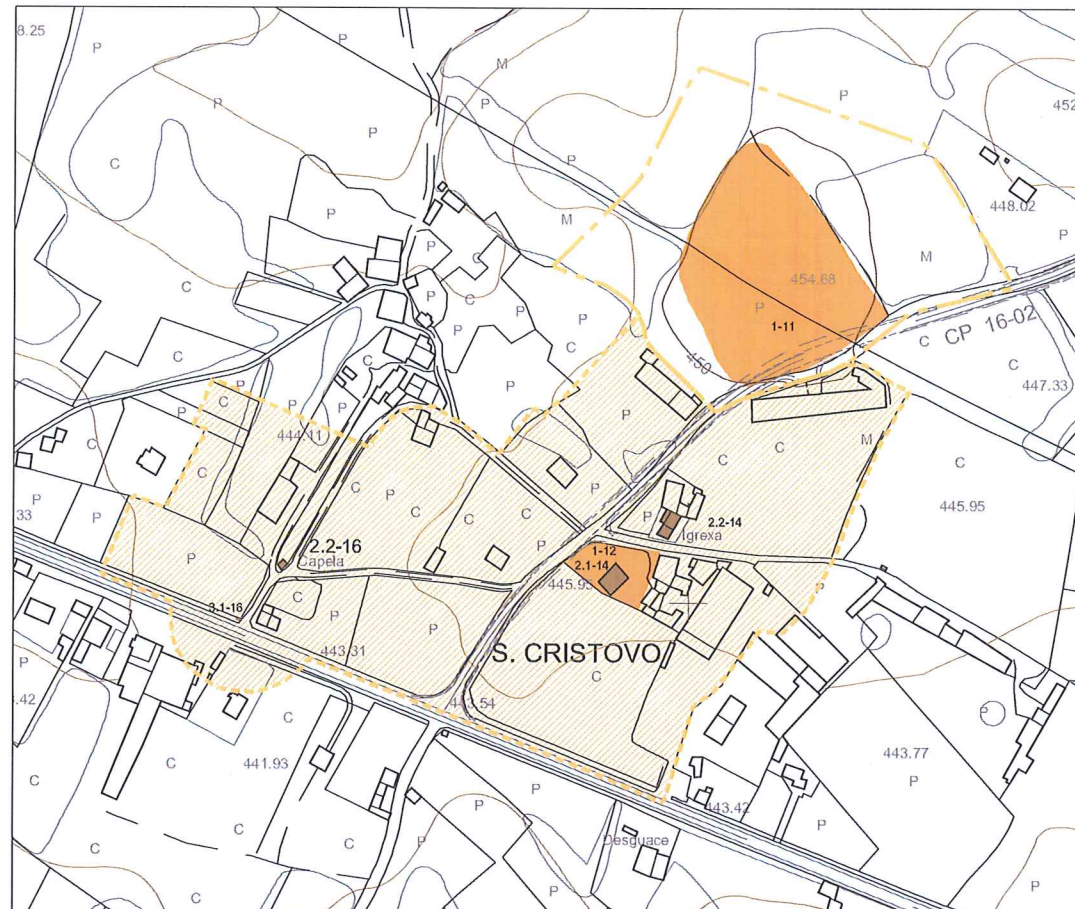 8.25
P
P
M
P
P
P
452
C
P
448.02
P
M
P
M
454.68
P
1-11
CP 16-02
C
450
C
C
P
P
C
P
P
C
C
447.33
P
C
P
P
P
C
444.11
M
C
C
C
P
C
P
C
445.95
P
P
33
C
P
2.2-14
Igrexa
P
P
2.2-16
Capela
C
C
P
1-12
2.1-14
445.95
P
3.1-16
C
P
P
443.31
S. CRISTOVO
C
P
.42
443.54
C
C
P
443.77
P
C
441.93
P
P
443.42
P
C
P
Desguace
C
C
P
P
P